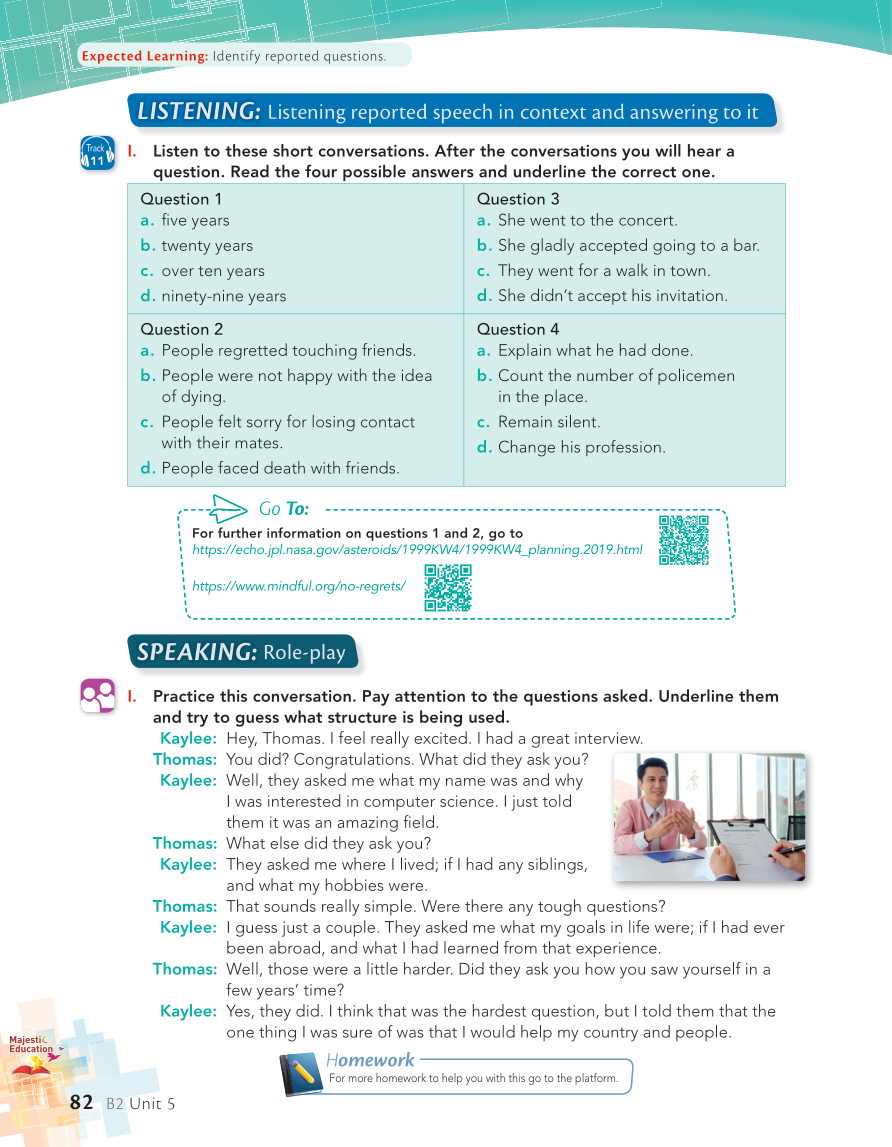 Expected Learning: Identify reported questions.
LISTENING: Listening reported speech in context and answering to it
Track
11
I. Listen to these short conversations. After the conversations you will hear a
question. Read the four possible answers and underline the correct one.
Question 1
a. five years
b. twenty years
c. over ten years
d. ninety-nine years
Question 3
a. She went to the concert.
b. She gladly accepted going to a bar.
c. They went for a walk in town.
d. She didn't accept his invitation.
Question 2
a. People regretted touching friends.
b. People were not happy with the idea
of dying.
c. People felt sorry for losing contact
with their mates.
d. People faced death with friends.
Question 4
a. Explain what he had done.
b. Count the number of policemen
in the place.
c. Remain silent.
d. Change his profession.
Go To:
For further information on questions 1 and 2, go to
https://echo.jpl.nasa.gov/asteroids/1999KW4/1999KW4_planning.2019.html
https://www.mindful.org/no-regrets/
SPEAKING: Role-play
I. Practice this conversation. Pay attention to the questions asked. Underline them
and try to guess what structure is being used.
Kaylee: Hey, Thomas. I feel really excited. I had a great interview.
Thomas: You did? Congratulations. What did they ask you?
Kaylee: Well, they asked me what my name was and why
I was interested in computer science. I just told
them it was an amazing field.
Thomas: What else did they ask you?
Kaylee: They asked me where I lived; if I had any siblings,
and what my hobbies were.
Thomas: That sounds really simple. Were there any tough questions?
Kaylee: I guess just a couple. They asked me what my goals in life were; if I had ever
been abroad, and what I had learned from that experience.
Thomas: Well, those were a little harder. Did they ask you how you saw yourself in a
few years' time?
Kaylee: Yes, they did. I think that was the hardest question, but I told them that the
one thing I was sure of was that I would help my country and people.
Majestic
Education
Homework
For more homework to help you with this go to the platform.
82 B2 Unit 5